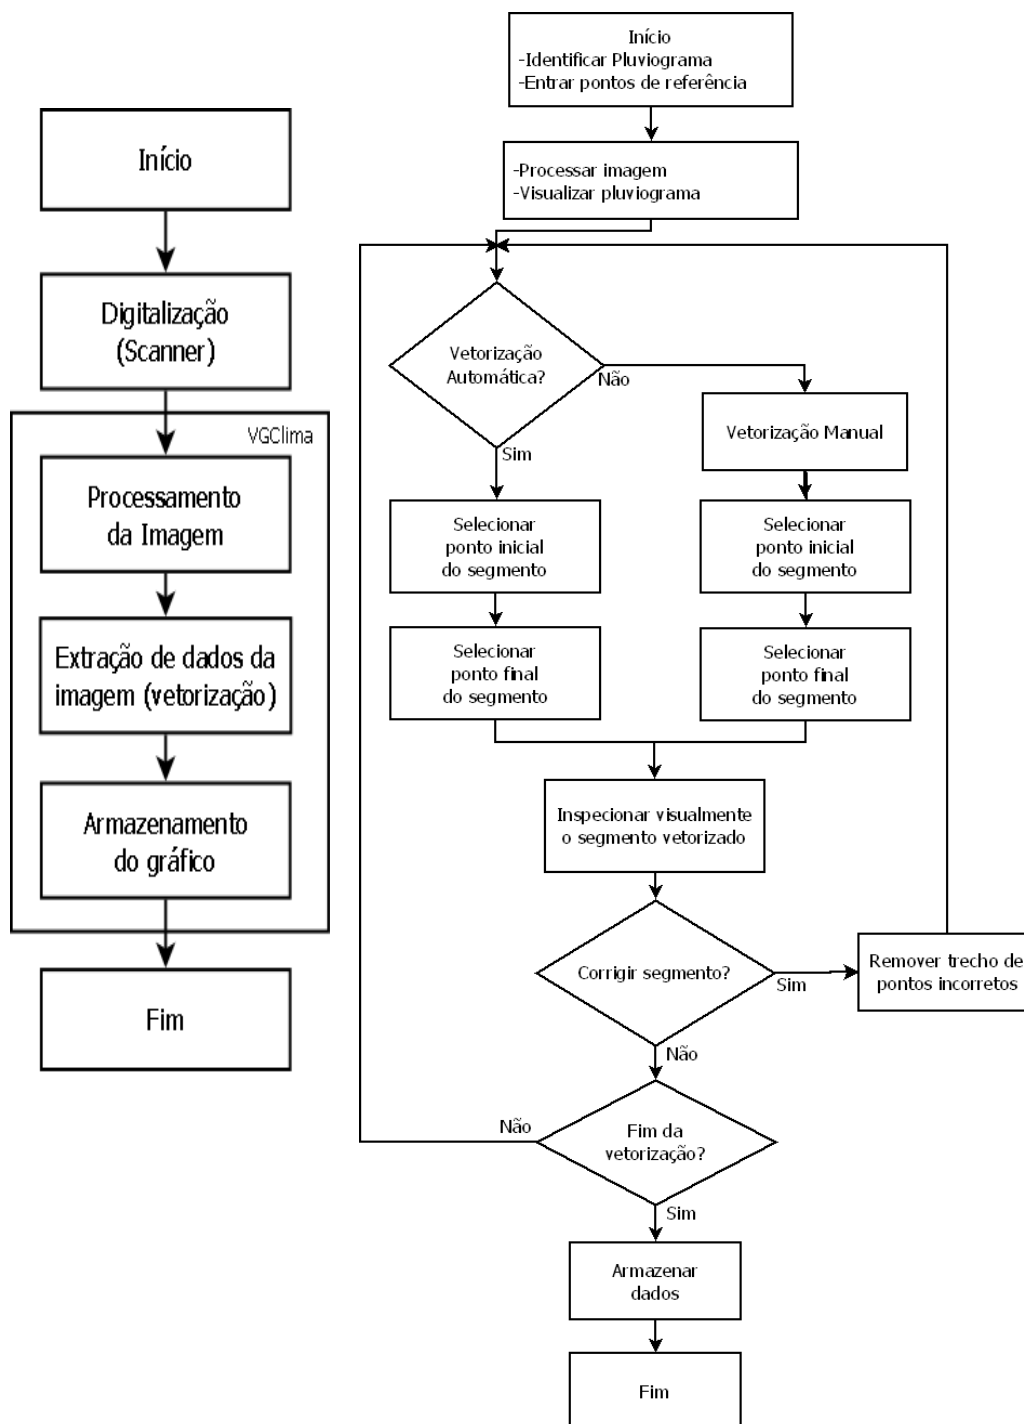 Início
Digitalização
(Scanner)
VGClima
Processamento
da Imagem
Extração de dados da
imagem (vetorização)
Armazenamento
do gráfico
Fim
Início
-Identificar Pluviograma
-Entrar pontos de referência
-Processar imagem
-Visualizar pluviograma
Vetorização
Automática?
Não
Sim
Vetorização Manual
Selecionar
ponto inicial
do segmento
Selecionar
ponto inicial
do segmento
Selecionar
ponto final
do segmento
Selecionar
ponto final
do segmento
Inspecionar visualmente
o segmento vetorizado
Corrigir segmento?
Sim
Remover trecho de
pontos incorretos
Não
Fim da
vetorização?
Não
Sim
Armazenar
dados
Fim